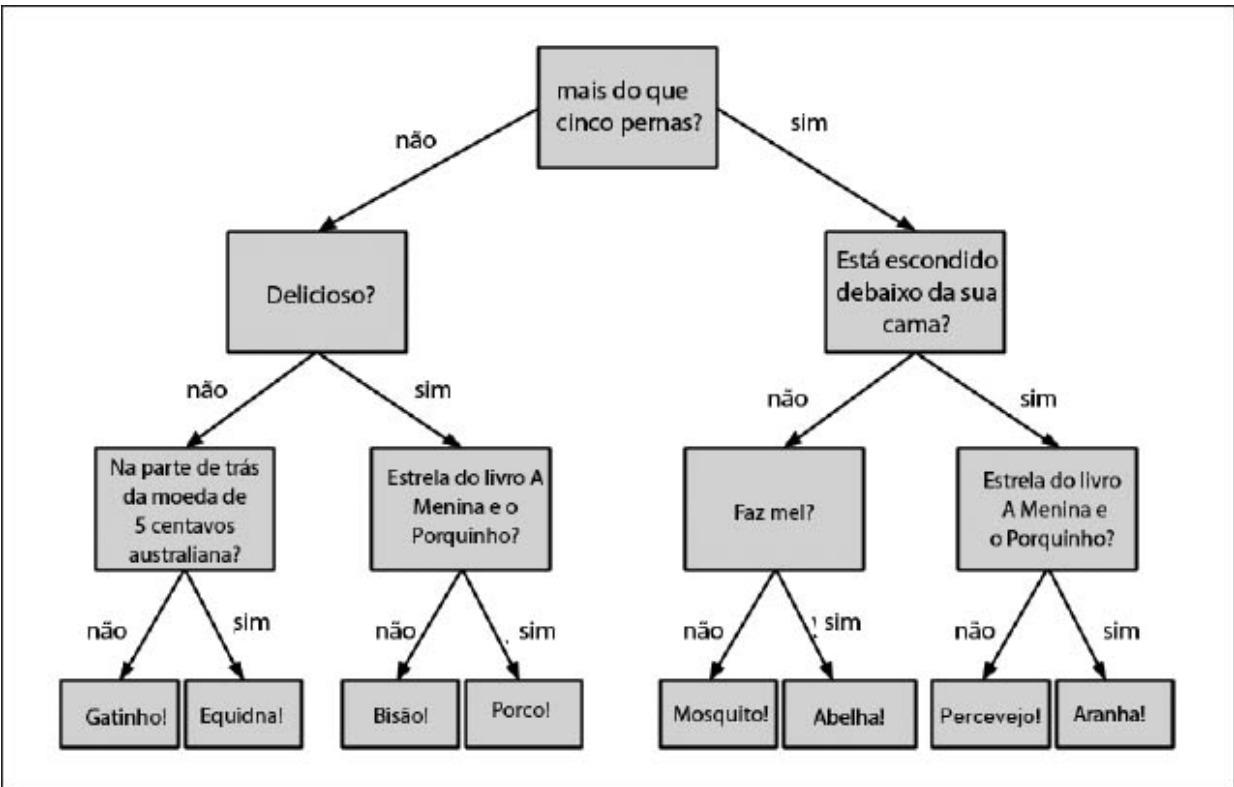 mais do que
cinco pernas?
não
sim
Delicioso?
Está escondido
debaixo da sua
cama?
não
sim
não
sim
Na parte de trás
da moeda de
5 centavos
australiana?
Estrela do livro A
Menina e o
Porquinho?
Faz mel?
Estrela do livro
A Menina e
o Porquinho?
não
sim
não
sim
não
sim
não
sim
Gatinho!
Equidna!
Bisão!
Porco!
Mosquito!
Abelha!
Percevejo!
Aranha!